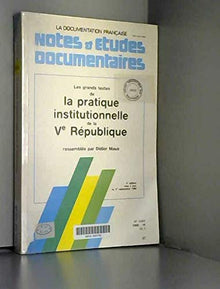 LA DOCUMENTATION FRANÇAISE
Notes & études
Documentaires
Les grands textes
de
la pratique
institutionnelle
de la
Vᵉ République
rassemblés par Didier Maus